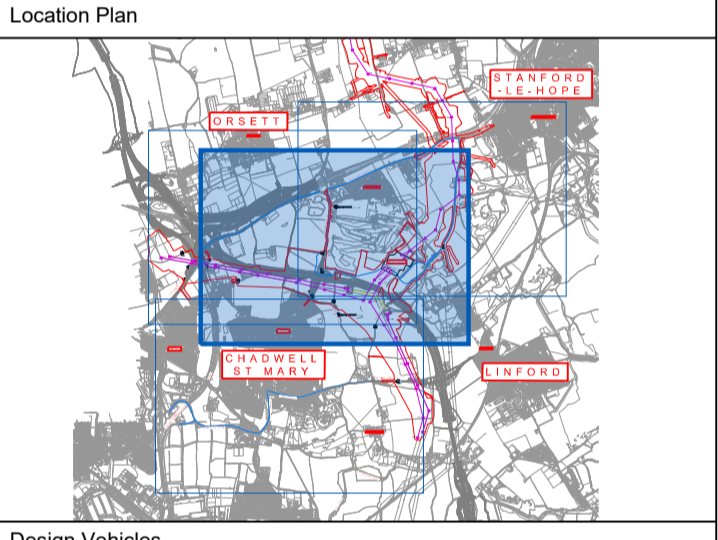 Location Plan
STANFORD
-LE-HOPE
ORSETT
CHADWELL
ST MARY
LINFORD
Design Vehicles